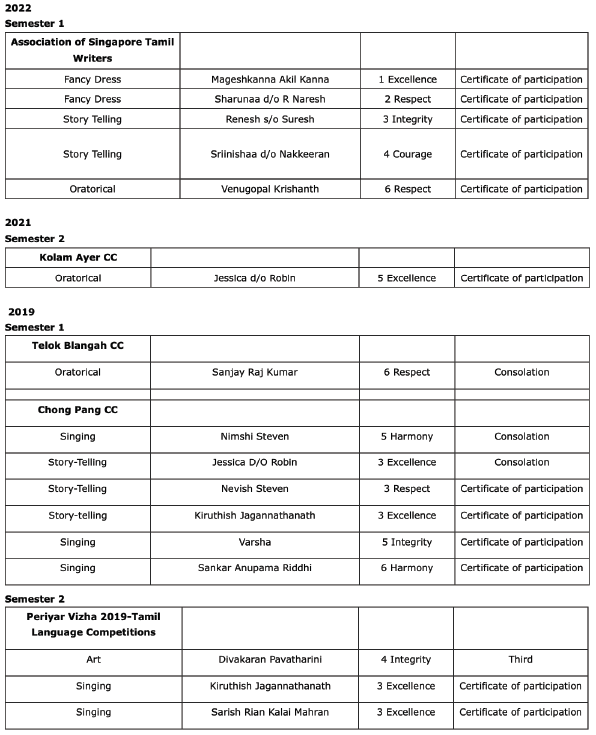 2022
Semester 1
Association of Singapore Tamil
Writers
Fancy Dress Mageshkanna Akil Kanna 1 Excellence Certificate of participation
Fancy Dress Sharunaa d/o R Naresh 2 Respect Certificate of participation
Story Telling Renesh s/o Suresh 3 Integrity Certificate of participation
Story Telling Sriinishaa d/o Nakkeeran 4 Courage Certificate of participation
Oratorical Venugopal Krishanth 6 Respect Certificate of participation
2021
Semester 2
Kolam Ayer CC
Oratorical Jessica d/o Robin 5 Excellence Certificate of participation
2019
Semester 1
Telok Blangah CC
Oratorical Sanjay Raj Kumar 6 Respect Consolation
Chong Pang CC
Singing Nimshi Steven 5 Harmony Consolation
Story-Telling Jessica D/O Robin 3 Excellence Consolation
Story-Telling Nevish Steven 3 Respect Certificate of participation
Story-telling Kiruthish Jagannathanath 3 Excellence Certificate of participation
Singing Varsha 5 Integrity Certificate of participation
Singing Sankar Anupama Riddhi 6 Harmony Certificate of participation
Semester 2
Periyar Vizha 2019-Tamil
Language Competitions
Art Divakaran Pavatharini 4 Integrity Third
Singing Kiruthish Jagannathanath 3 Excellence Certificate of participation
Singing Sarish Rian Kalai Mahran 3 Excellence Certificate of participation